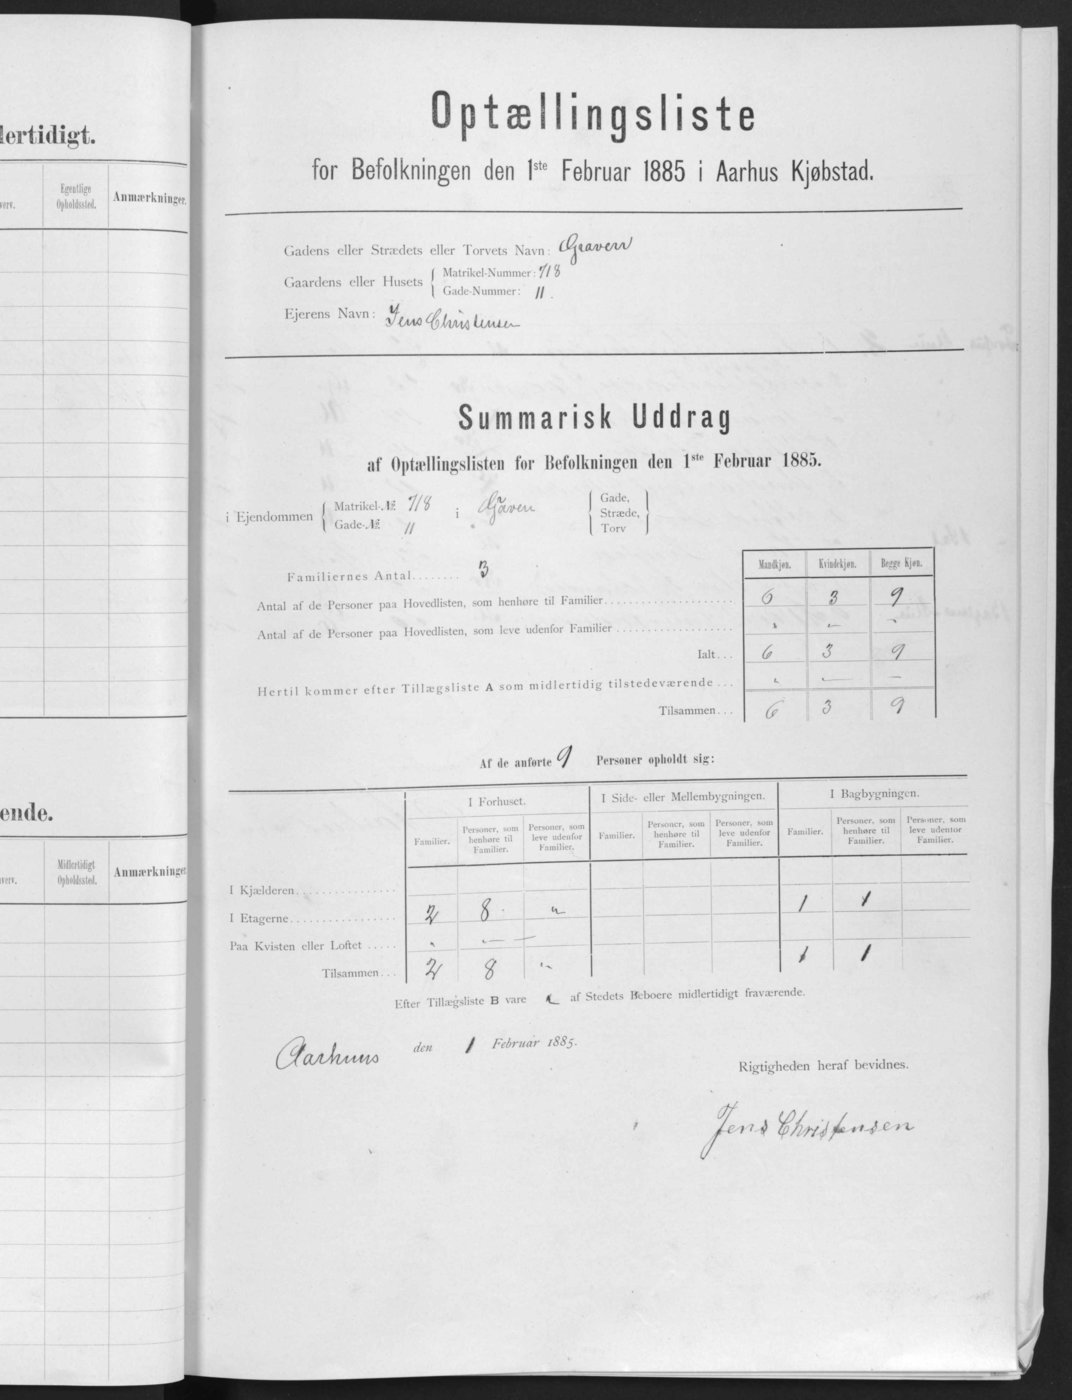 lertidigt.
verv.
Egentlige Opholdssted.
Anmærkninger.
ende.
verv.
Midlertidigt Opholdssted.
Anmærkninger
Optællingsliste
for Befolkningen den 1ste Februar 1885 i Aarhus Kjøbstad.
Gadens eller Strædets eller Torvets Navn: Graven
Gaardens eller Husets { Matrikel-Nummer: 718
Gade-Nummer: 11.
Ejerens Navn: Jens Christensen
Summarisk Uddrag
af Optællingslisten for Befolkningen den 1ste Februar 1885.
i Ejendommen { Matrikel-№ 718 i Graven { Gade,
Gade-№ 11 Stræde,
Torv }
Mandkjøn. Kvindekjøn. Begge Kjøn.
Familiernes Antal........ 3
Antal af de Personer paa Hovedlisten, som henhøre til Familier.................... 6 3 9
Antal af de Personer paa Hovedlisten, som leve udenfor Familier.................... " — "
Ialt... 6 3 9
Hertil kommer efter Tillægsliste A som midlertidig tilstedeværende... " — —
Tilsammen... 6 3 9
Af de anførte 9 Personer opholdt sig:
I Forhuset. I Side- eller Mellembygningen. I Bagbygningen.
Familier. Personer, som henhøre til Familier. Personer, som leve udenfor Familier. Familier. Personer, som henhøre til Familier. Personer, som leve udenfor Familier. Familier. Personer, som henhøre til Familier. Personer, som leve udenfor Familier.
I Kjælderen...............
I Etagerne................ 2 8 " 1 1
Paa Kvisten eller Loftet..... " — —
Tilsammen... 2 8 " 1 1
Efter Tillægsliste B vare af Stedets Beboere midlertidigt fraværende.
Aarhuus den 1 Februar 1885.
Rigtigheden heraf bevidnes.
Jens Christensen